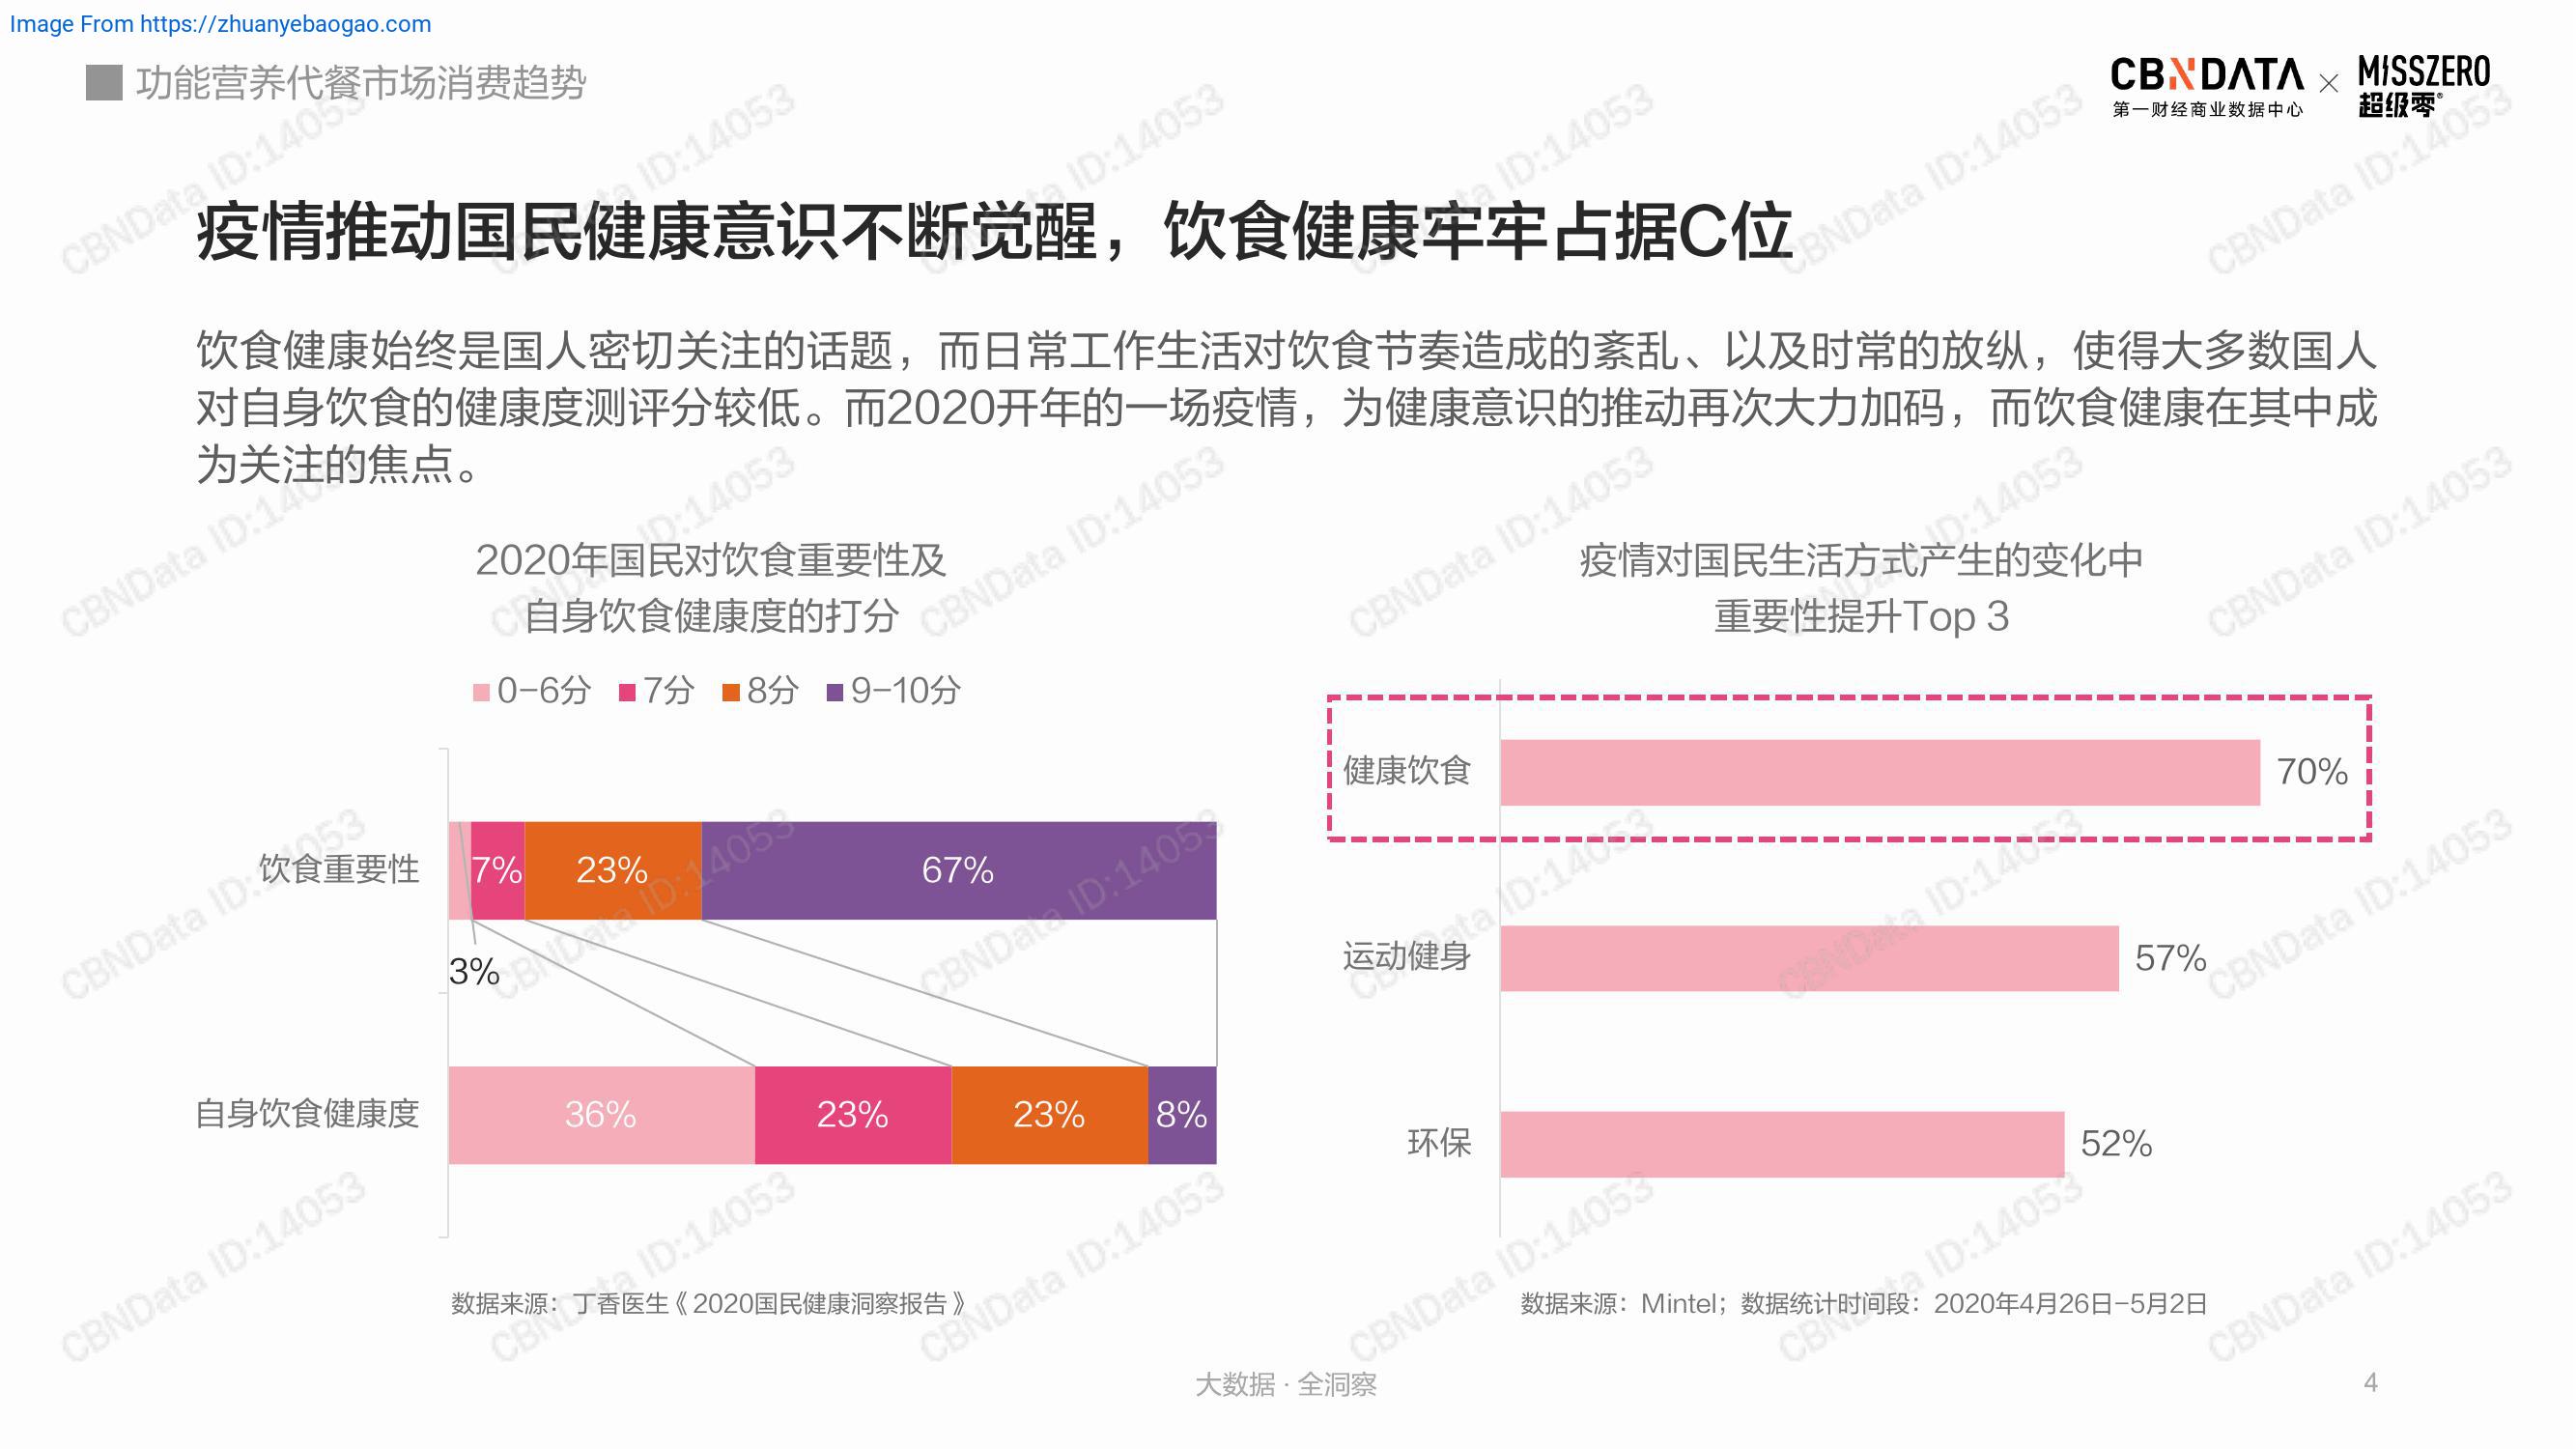 Image From https://zhuanyebaogao.com
功能营养代餐市场消费趋势
CBNDATA
第一财经商业数据中心
×
MISSZERO
超级零®
疫情推动国民健康意识不断觉醒，饮食健康牢牢占据C位
饮食健康始终是国人密切关注的话题，而日常工作生活对饮食节奏造成的紊乱、以及时常的放纵，使得大多数国人
对自身饮食的健康度测评分较低。而2020开年的一场疫情，为健康意识的推动再次大力加码，而饮食健康在其中成
为关注的焦点。
2020年国民对饮食重要性及
自身饮食健康度的打分
0-6分 7分 8分 9-10分
饮食重要性 7% 23% 67%
3%
自身饮食健康度 36% 23% 23% 8%
数据来源：丁香医生《2020国民健康洞察报告》
疫情对国民生活方式产生的变化中
重要性提升Top 3
健康饮食 70%
运动健身 57%
环保 52%
数据来源：Mintel；数据统计时间段：2020年4月26日-5月2日
大数据·全洞察
4
CBNData ID:14053